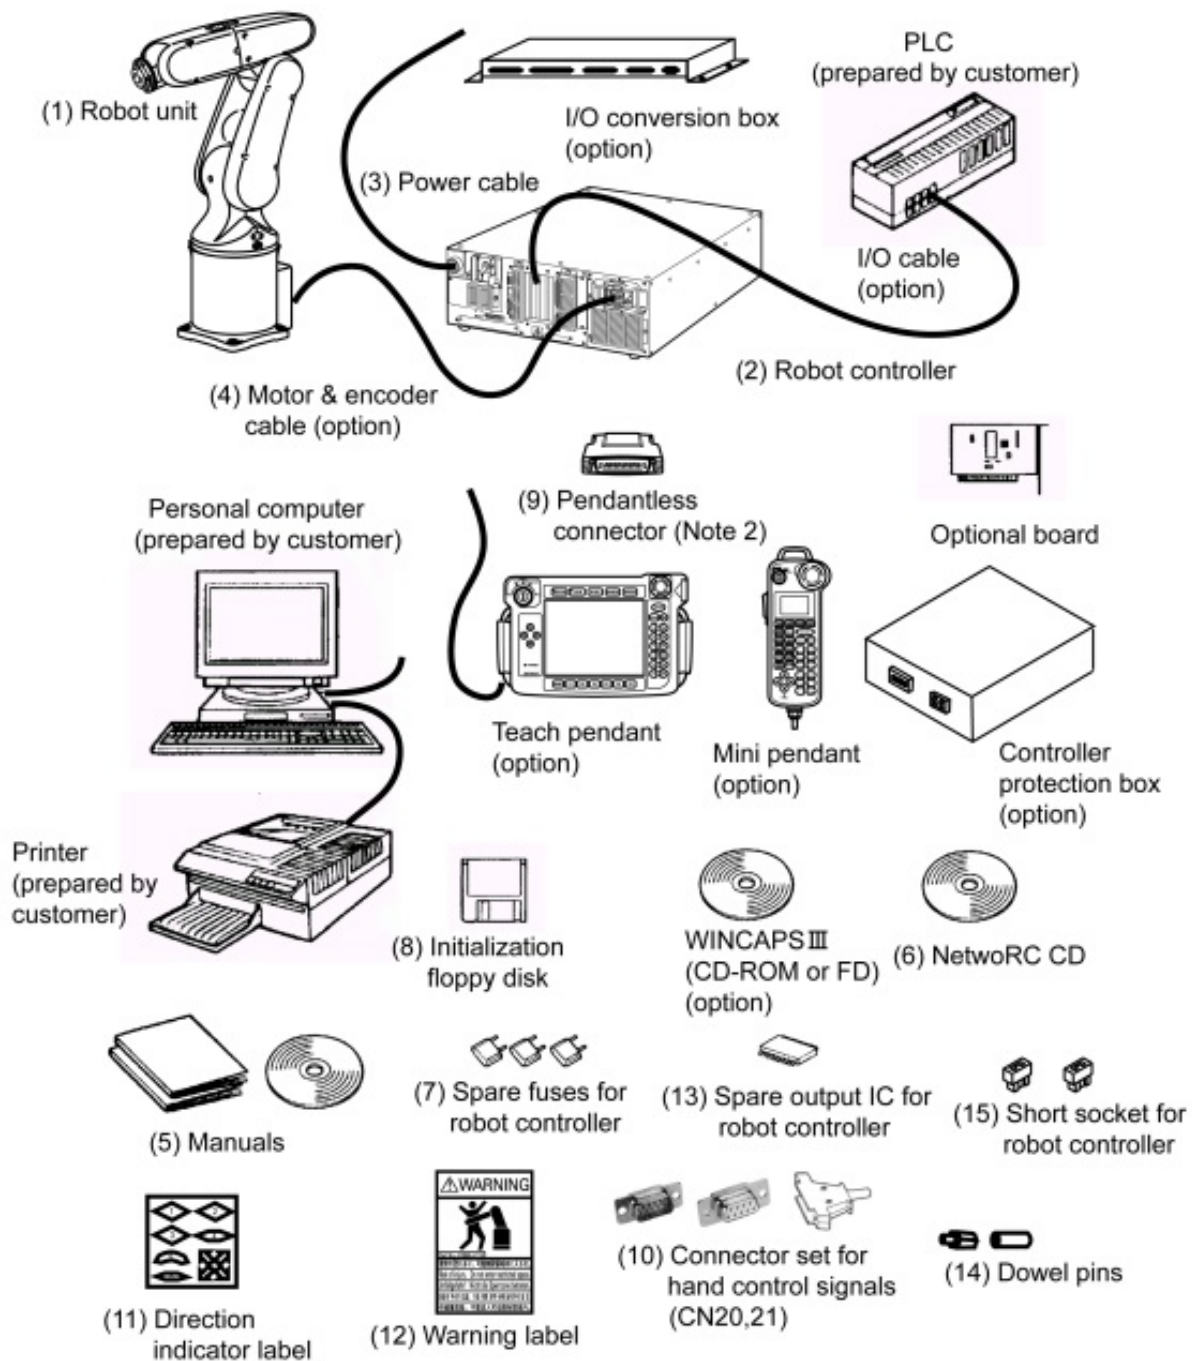 PLC
(prepared by customer)
(1) Robot unit
I/O conversion box
(option)
(3) Power cable
I/O cable
(option)
(2) Robot controller
(4) Motor & encoder
cable (option)
(9) Pendantless
connector (Note 2)
Optional board
Personal computer
(prepared by customer)
Teach pendant
(option)
Mini pendant
(option)
Controller
protection box
(option)
Printer
(prepared by
customer)
(8) Initialization
floppy disk
WINCAPSⅢ
(CD-ROM or FD)
(option)
(6) NetwoRC CD
(5) Manuals
(7) Spare fuses for
robot controller
(13) Spare output IC for
robot controller
(15) Short socket for
robot controller
(11) Direction
indicator label
⚠WARNING
(12) Warning label
(10) Connector set for
hand control signals
(CN20,21)
(14) Dowel pins